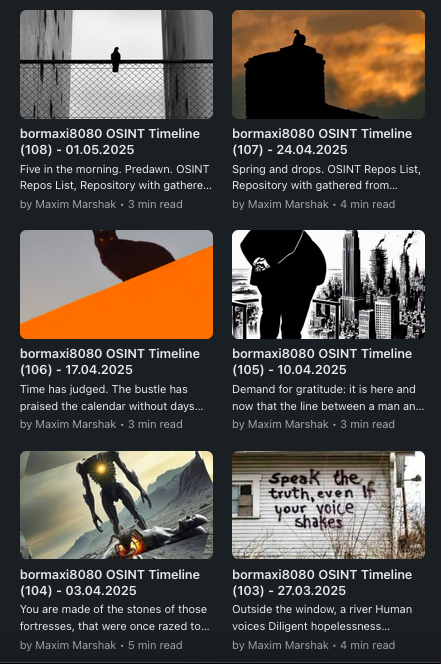 bormaxi8080 OSINT Timeline
(108) - 01.05.2025
Five in the morning. Predawn. OSINT
Repos List, Repository with gathere...
by Maxim Marshak • 3 min read
bormaxi8080 OSINT Timeline
(107) - 24.04.2025
Spring and drops. OSINT Repos List,
Repository with gathered from...
by Maxim Marshak • 4 min read
bormaxi8080 OSINT Timeline
(106) - 17.04.2025
Time has judged. The bustle has
praised the calendar without days...
by Maxim Marshak • 3 min read
bormaxi8080 OSINT Timeline
(105) - 10.04.2025
Demand for gratitude: it is here and
now that the line between a man an...
by Maxim Marshak • 3 min read
bormaxi8080 OSINT Timeline
(104) - 03.04.2025
You are made of the stones of those
fortresses, that were once razed to...
by Maxim Marshak • 5 min read
speak the
truth, even if
your voice
shakes
bormaxi8080 OSINT Timeline
(103) - 27.03.2025
Outside the window, a river Human
voices Diligent hopelessness...
by Maxim Marshak • 4 min read